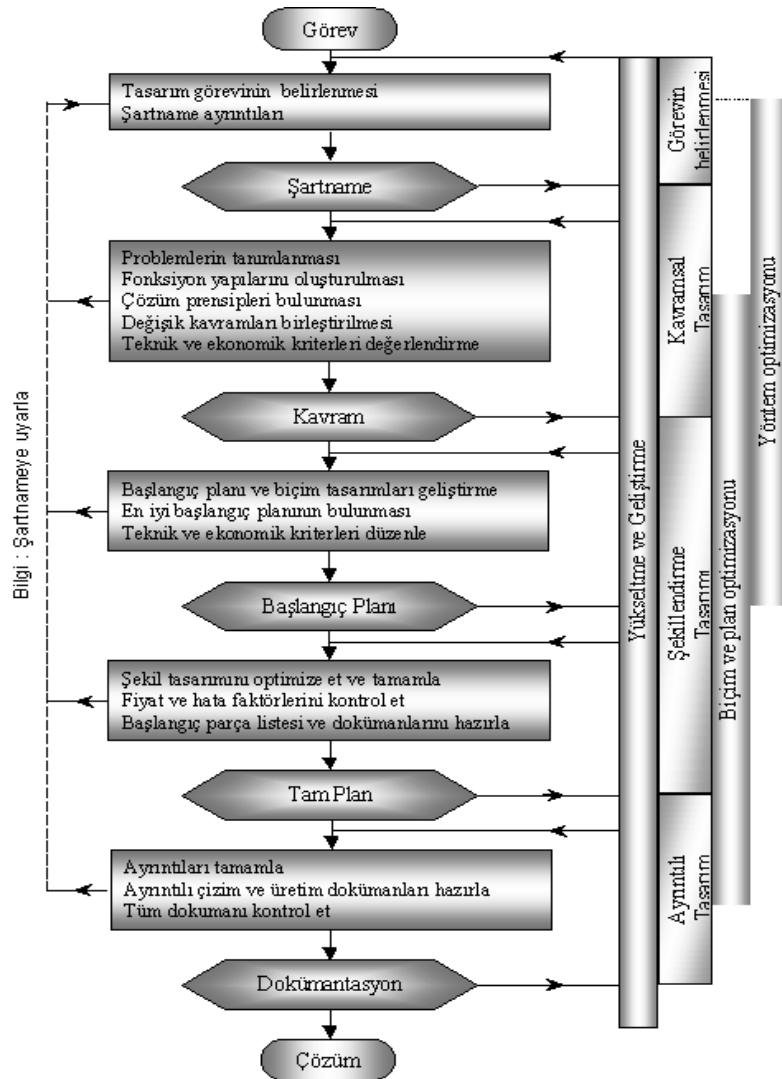 Görev
Tasarım görevinin belirlenmesi
Şartname ayrıntıları
Şartname
Problemlerin tanımlanması
Fonksiyon yapılarını oluşturulması
Çözüm prensipleri bulunması
Değişik kavramları birleştirilmesi
Teknik ve ekonomik kriterleri değerlendirme
Kavram
Başlangıç planı ve biçim tasarımları geliştirme
En iyi başlangıç planının bulunması
Teknik ve ekonomik kriterleri düzenle
Başlangıç Planı
Şekil tasarımını optimize et ve tamamla
Fiyat ve hata faktörlerini kontrol et
Başlangıç parça listesi ve dokümanlarını hazırla
Tam Plan
Ayrıntıları tamamla
Ayrıntılı çizim ve üretim dokümanları hazırla
Tüm dokumanı kontrol et
Dokümantasyon
Çözüm
Bilgi : Şartnameye uyarla
Yükseltme ve Geliştirme
Görevin
belirlenmesi
Kavramsal
Tasarım
Şekillendirme
Tasarımı
Ayrıntılı
Tasarım
Biçim ve plan optimizasyonu
Yöntem optimizasyonu